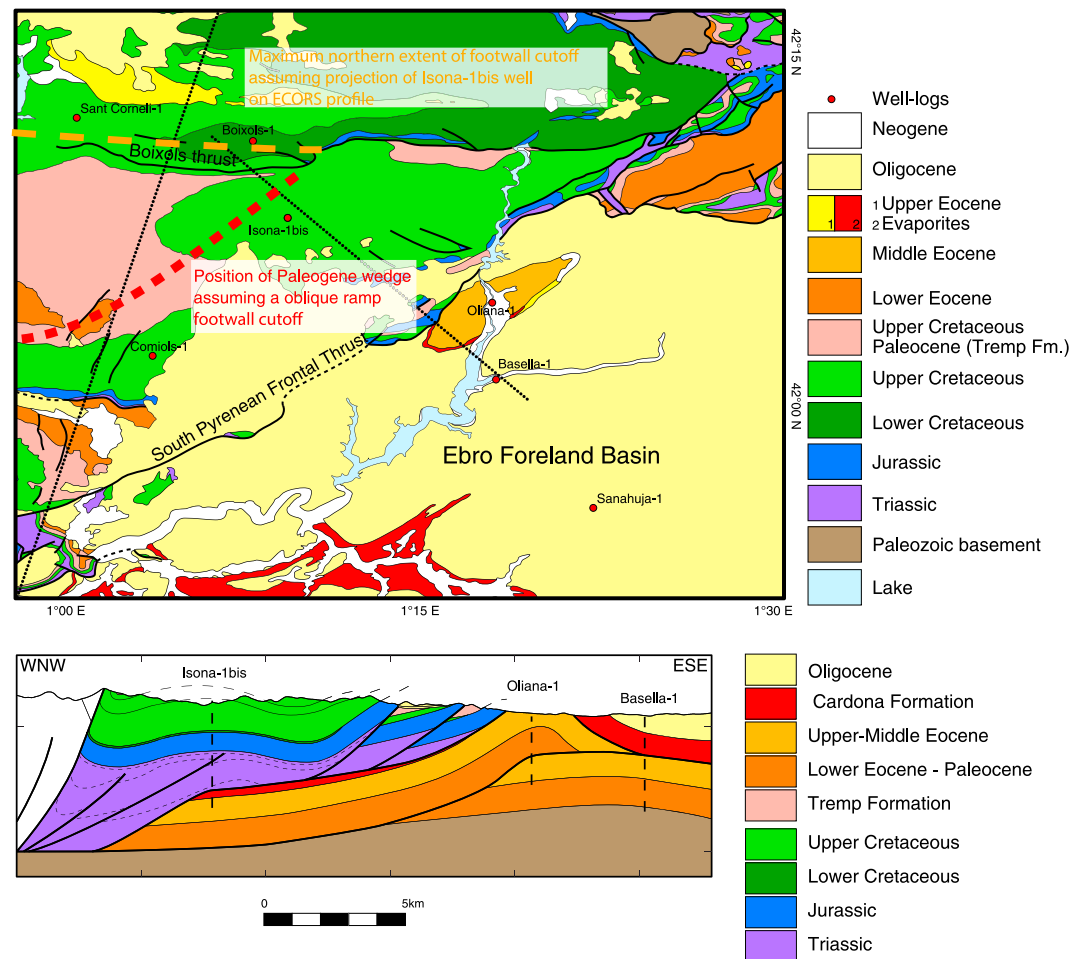 Maximum northern extent of footwall cutoff
assuming projection of Isona-1bis well
on ECORS profile
Sant Corneli-1
Boixols-1
Boixols thrust
Isona-1bis
Position of Paleogene wedge
assuming a oblique ramp
footwall cutoff
Oliana-1
Comiols-1
Basella-1
South Pyrenean Frontal Thrust
Ebro Foreland Basin
Sanahuja-1
42°15 N
42°00 N
1°00 E
1°15 E
1°30 E
Well-logs
Neogene
Oligocene
1 Upper Eocene
2 Evaporites
1 2
Middle Eocene
Lower Eocene
Upper Cretaceous
Paleocene (Tremp Fm.)
Upper Cretaceous
Lower Cretaceous
Jurassic
Triassic
Paleozoic basement
Lake
WNW
ESE
Isona-1bis
Oliana-1
Basella-1
0 5km
Oligocene
Cardona Formation
Upper-Middle Eocene
Lower Eocene - Paleocene
Tremp Formation
Upper Cretaceous
Lower Cretaceous
Jurassic
Triassic